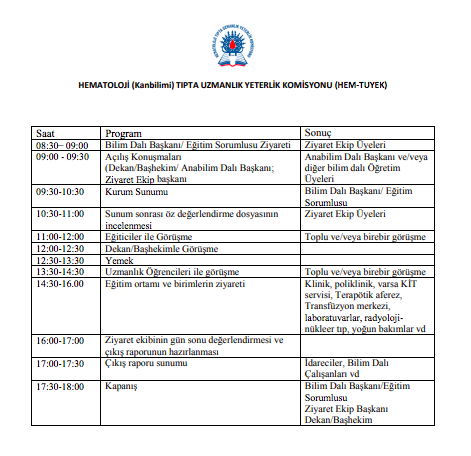 HEMATOLOJİ (Kanbilimi) TIPTA UZMANLIK YETERLİK KOMİSYONU (HEM-TUYEK)
Saat Program Sonuç
08:30– 09:00 Bilim Dalı Başkanı/ Eğitim Sorumlusu Ziyareti Ziyaret Ekip Üyeleri
09:00 - 09:30 Açılış Konuşmaları Anabilim Dalı Başkanı ve/veya
(Dekan/Başhekim/ Anabilim Dalı Başkanı; diğer bilim dalı Öğretim
Ziyaret Ekip başkanı Üyeleri
09:30-10:30 Kurum Sunumu Bilim Dalı Başkanı/ Eğitim
Sorumlusu
10:30-11:00 Sunum sonrası öz değerlendirme dosyasının Ziyaret Ekip Üyeleri
incelenmesi
11:00-12:00 Eğiticiler ile Görüşme Toplu ve/veya birebir görüşme
12:00-12:30 Dekan/Başhekimle Görüşme
12:30-13:30 Yemek
13:30-14:30 Uzmanlık Öğrencileri ile görüşme Toplu ve/veya birebir görüşme
14:30-16.00 Eğitim ortamı ve birimlerin ziyareti Klinik, poliklinik, varsa KİT
servisi, Terapötik aferez,
Transfüzyon merkezi,
laboratuvarlar, radyoloji-
nükleer tıp, yoğun bakımlar vd
16:00-17:00 Ziyaret ekibinin gün sonu değerlendirmesi ve
çıkış raporunun hazırlanması
17:00-17:30 Çıkış raporu sunumu İdareciler, Bilim Dalı
Çalışanları vd
17:30-18:00 Kapanış Bilim Dalı Başkanı/Eğitim
Sorumlusu
Ziyaret Ekip Başkanı
Dekan/Başhekim